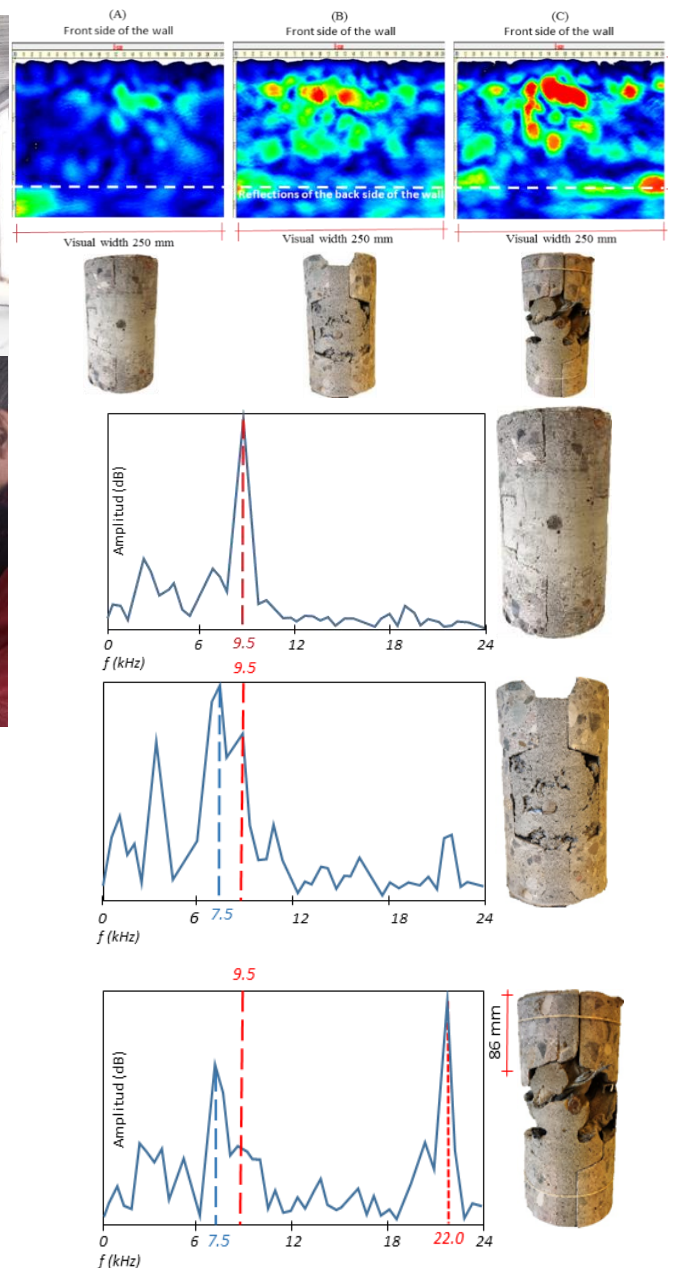 (A) (B) (C)
Front side of the wall Front side of the wall Front side of the wall
Reflections of the back side of the wall
Visual width 250 mm Visual width 250 mm Visual width 250 mm
Amplitud (dB)
0 6 9.5 12 18 24
f (kHz)
9.5
0 6 7.5 12 18 24
f (kHz)
9.5
86 mm
Amplitud (dB)
0 6 7.5 12 18 22.0 24
f (kHz)